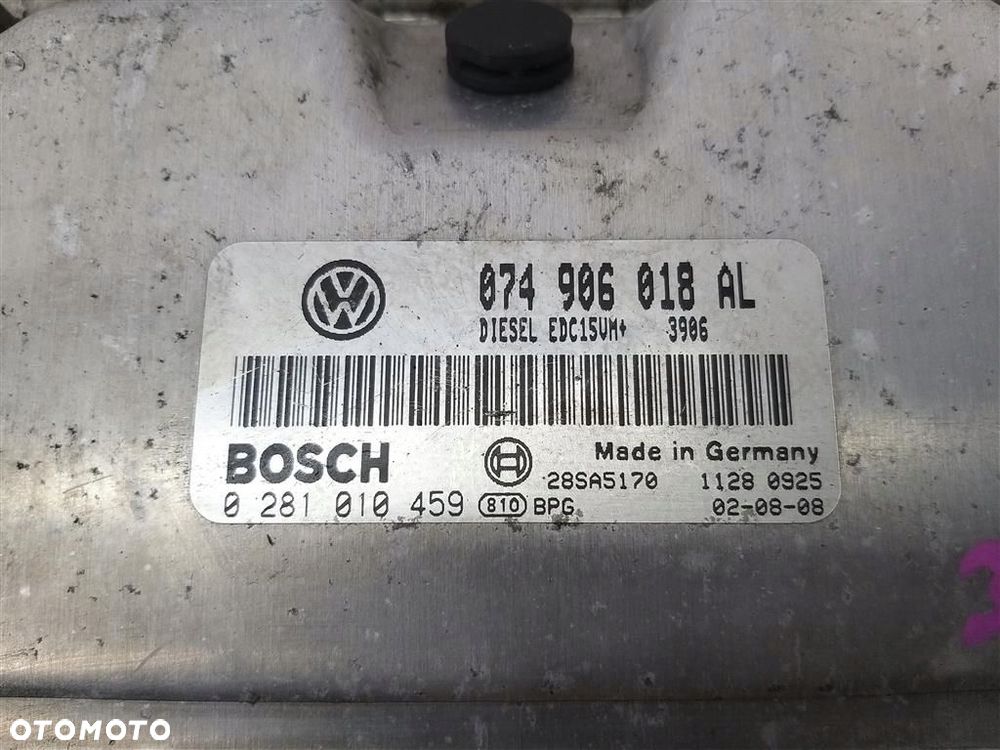 074 906 018 AL
DIESEL EDC15VM+ 3906
BOSCH
Made in Germany
28SA5170 1128 0925
0 281 010 459 810 BPG 02-08-08
OTOMOTO